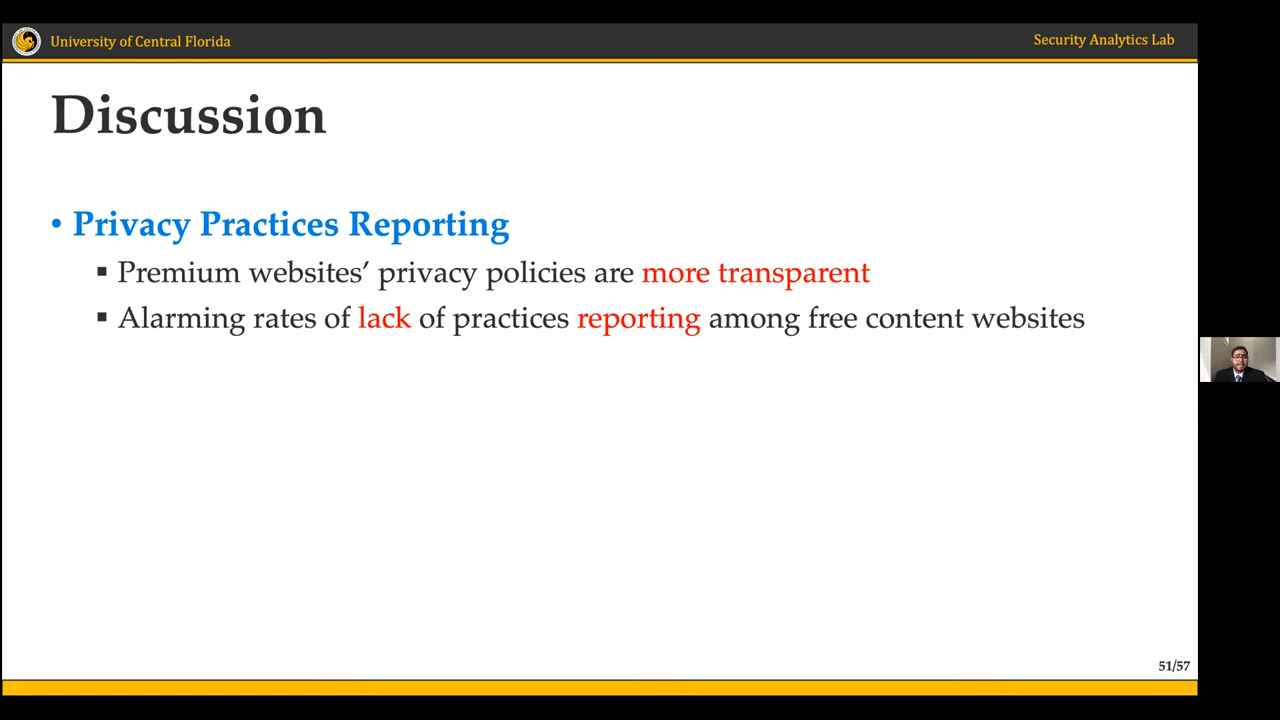 University of Central Florida
Security Analytics Lab
Discussion
• Privacy Practices Reporting
▪ Premium websites’ privacy policies are more transparent
▪ Alarming rates of lack of practices reporting among free content websites
51/57